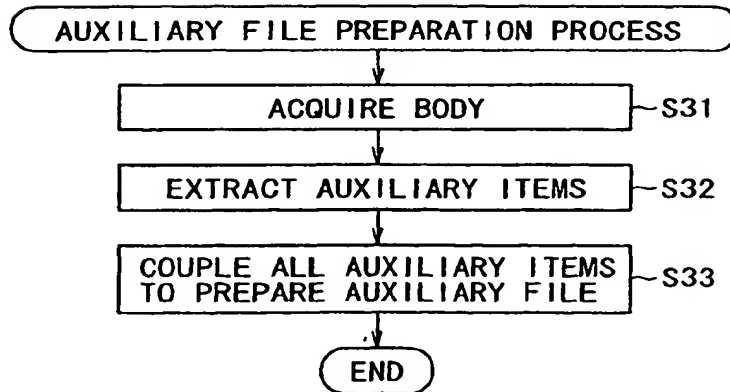 AUXILIARY FILE PREPARATION PROCESS
ACQUIRE BODY
S31
EXTRACT AUXILIARY ITEMS
S32
COUPLE ALL AUXILIARY ITEMS
TO PREPARE AUXILIARY FILE
S33
END